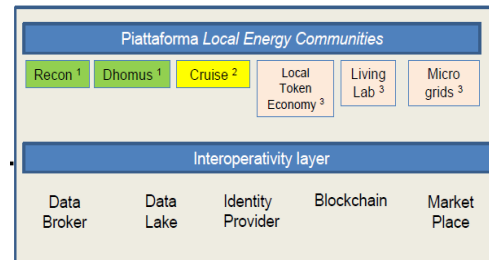 Piattaforma Local Energy Communities
Recon ¹ Dhomus ¹ Cruise ² Local Token Economy ³ Living Lab ³ Micro grids ³
Interoperativity layer
Data Broker Data Lake Identity Provider Blockchain Market Place